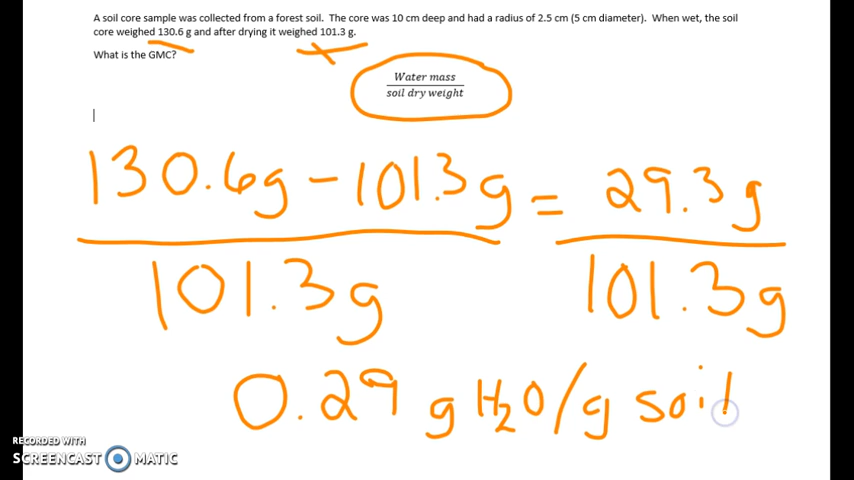 A soil core sample was collected from a forest soil. The core was 10 cm deep and had a radius of 2.5 cm (5 cm diameter). When wet, the soil
core weighed 130.6 g and after drying it weighed 101.3 g.
What is the GMC?
Water mass
soil dry weight
130.6g - 101.3g = 29.3g
101.3g 101.3g
0.29 g H₂O/g soil
RECORDED WITH
SCREENCAST MATIC